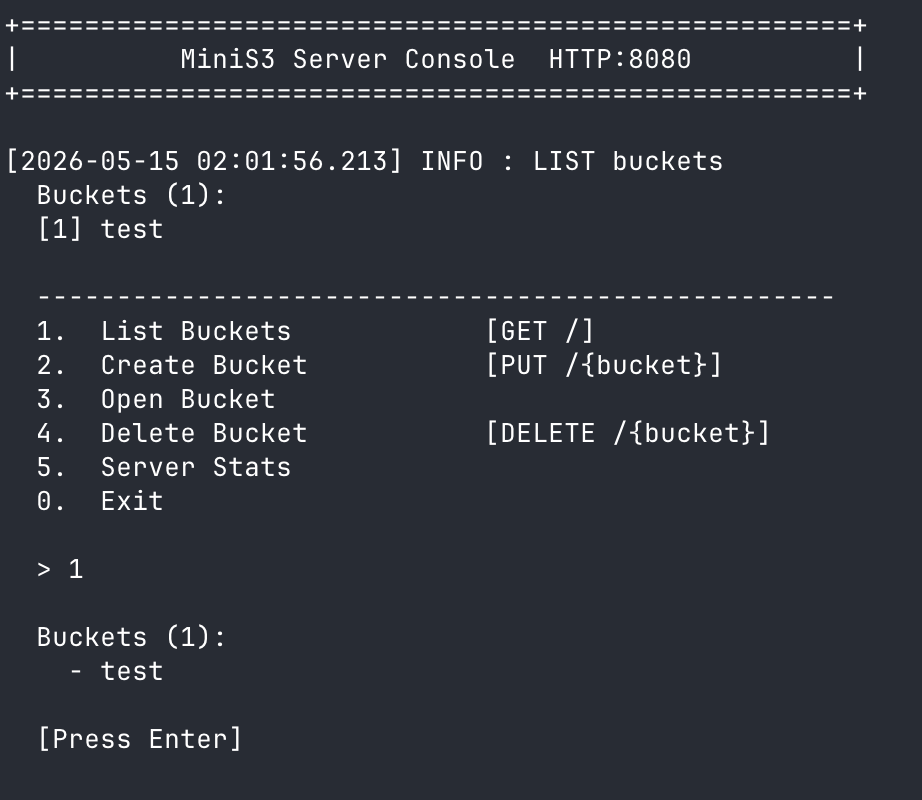 +====================================================+
|          MiniS3 Server Console  HTTP:8080          |
+====================================================+
[2026-05-15 02:01:56.213] INFO : LIST buckets
  Buckets (1):
  [1] test
  --------------------------------------------------
  1.  List Buckets            [GET /]
  2.  Create Bucket           [PUT /{bucket}]
  3.  Open Bucket
  4.  Delete Bucket           [DELETE /{bucket}]
  5.  Server Stats
  0.  Exit
  > 1
  Buckets (1):
    - test
  [Press Enter]